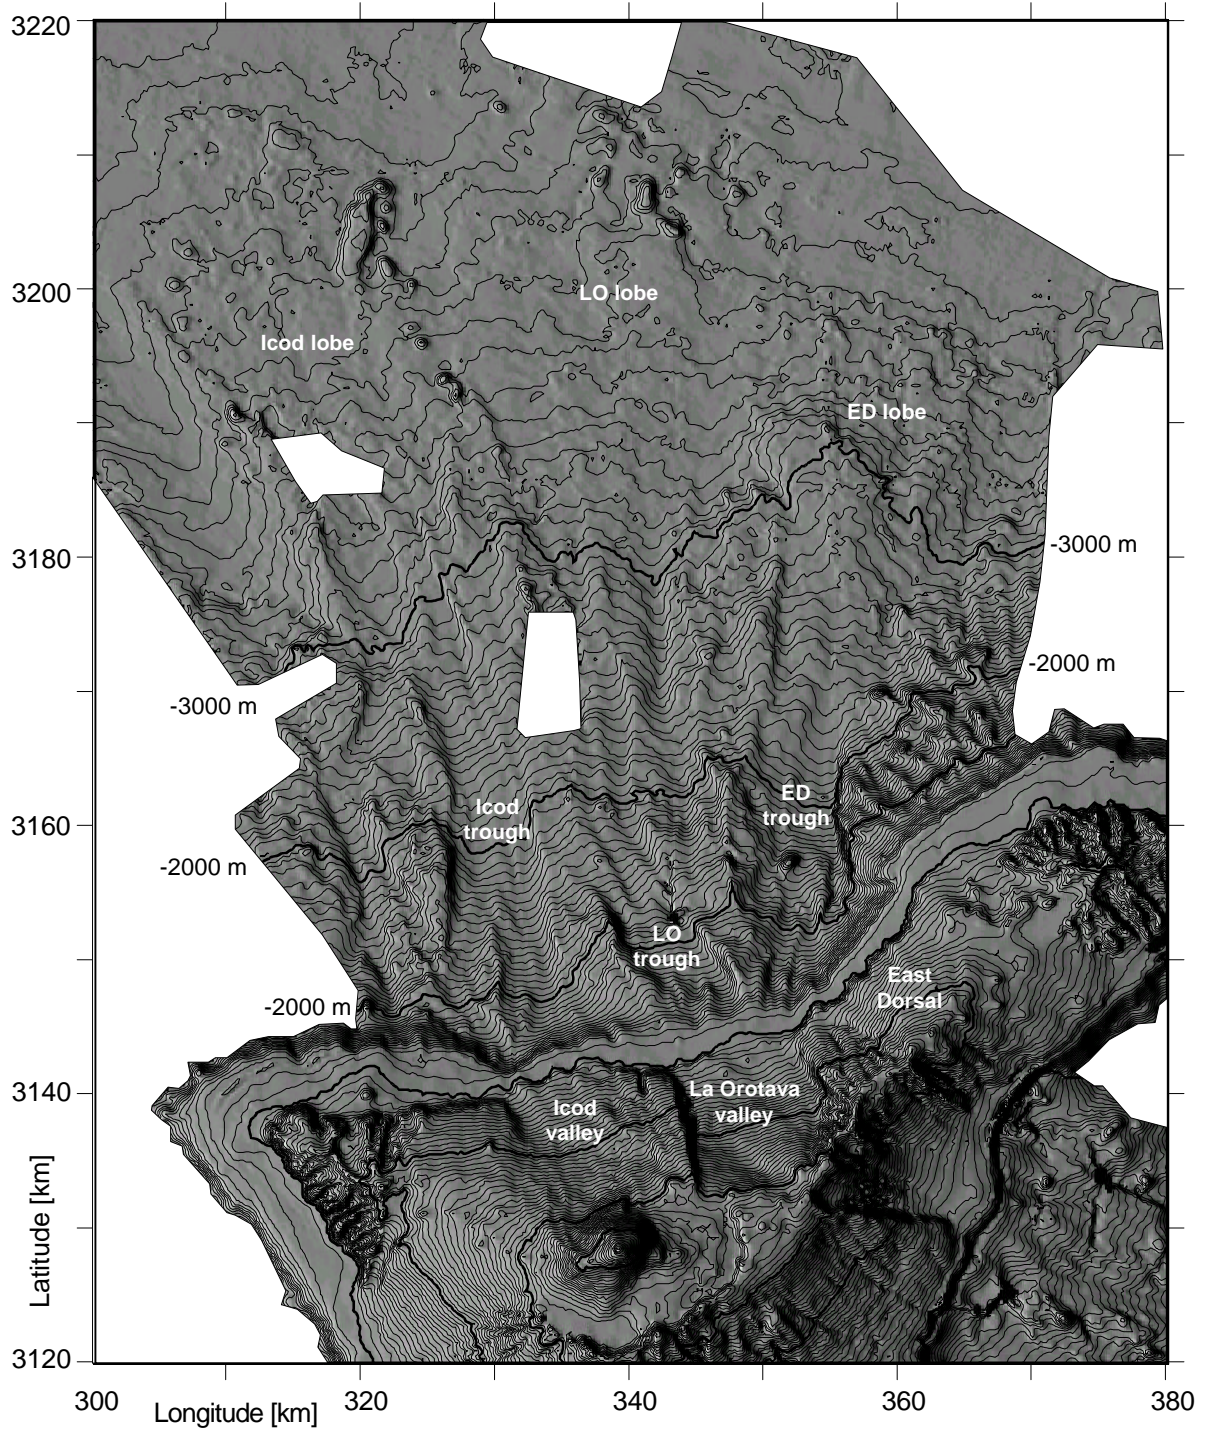 3220
3200
LO lobe
Icod lobe
ED lobe
3180
-3000 m
-2000 m
-3000 m
Icod
trough
ED
trough
3160
-2000 m
LO
trough
East
Dorsal
-2000 m
3140
Icod
valley
La Orotava
valley
Latitude [km]
3120
300
320
340
360
380
Longitude [km]